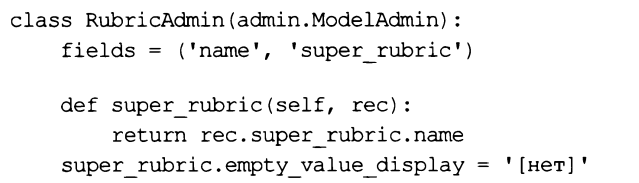 class RubricAdmin(admin.ModelAdmin):
    fields = ('name', 'super_rubric')

    def super_rubric(self, rec):
        return rec.super_rubric.name
    super_rubric.empty_value_display = '[нет]'